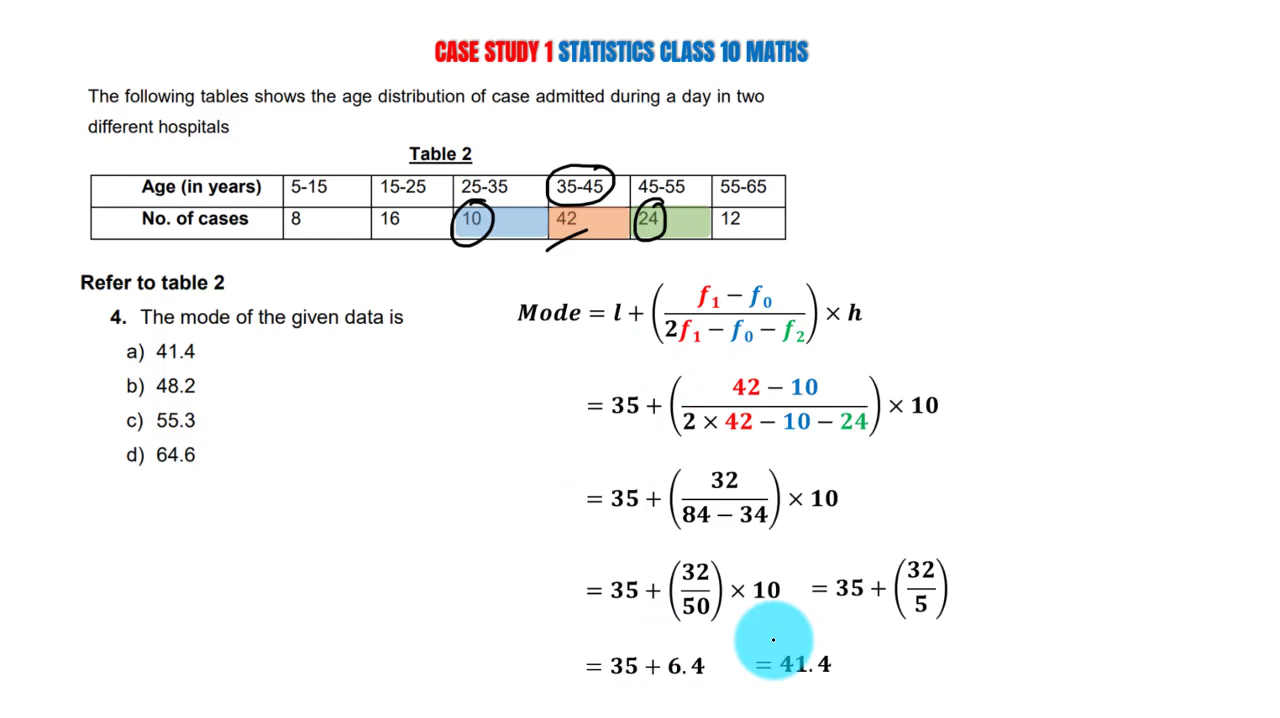 CASE STUDY 1 STATISTICS CLASS 10 MATHS
The following tables shows the age distribution of case admitted during a day in two
different hospitals
Table 2
Age (in years) 5-15 15-25 25-35 35-45 45-55 55-65
No. of cases 8 16 10 42 24 12
Refer to table 2
4. The mode of the given data is
a) 41.4
b) 48.2
c) 55.3
d) 64.6
Mode = l + (f₁ − f₀ / 2f₁ − f₀ − f₂) × h
= 35 + (42 − 10 / 2 × 42 − 10 − 24) × 10
= 35 + (32 / 84 − 34) × 10
= 35 + (32 / 50) × 10 = 35 + (32 / 5)
= 35 + 6.4 = 41.4